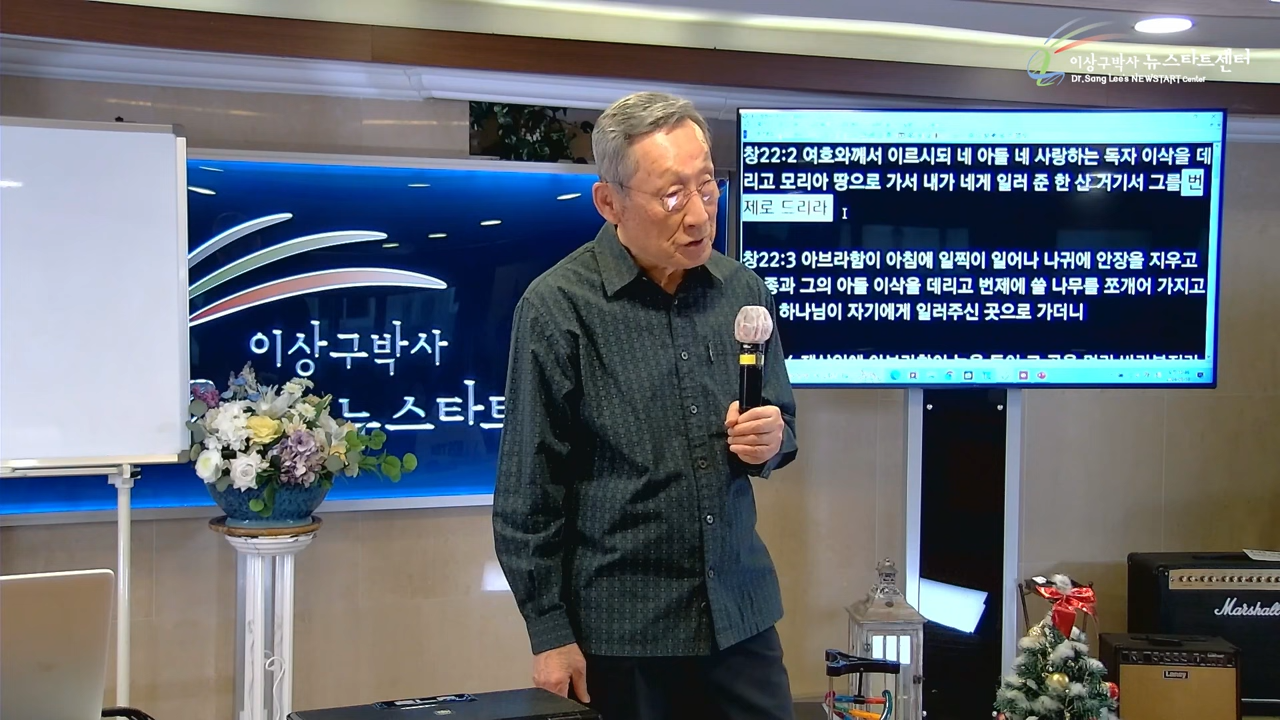 이상구박사 뉴스타트센터
Dr. Sang Lee's NEWSTART Center
창22:2 여호와께서 이르시되 네 아들 네 사랑하는 독자 이삭을 데
리고 모리아 땅으로 가서 내가 네게 일러 준 한 산 거기서 그를 번
제로 드리라
창22:3 아브라함이 아침에 일찍이 일어나 나귀에 안장을 지우고
종과 그의 아들 이삭을 데리고 번제에 쓸 나무를 쪼개어 가지고
하나님이 자기에게 일러주신 곳으로 가더니
이상구박사
뉴스타트
Marshall
Laney